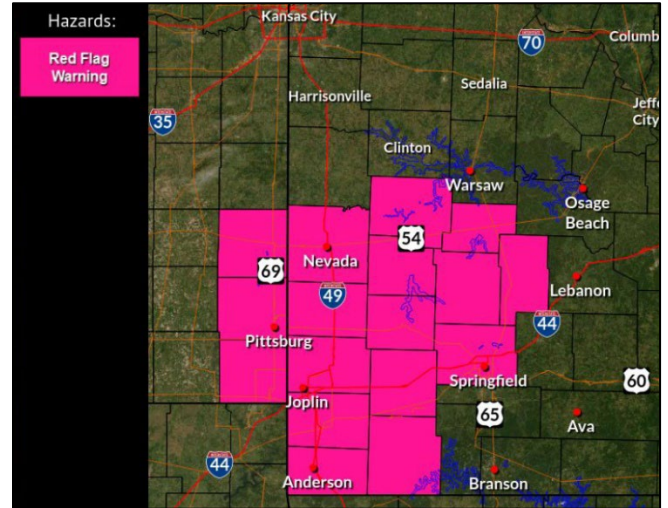 Hazards:
Red Flag
Warning
Kansas City
70
Columb
Sedalia
Harrisonville
Jeff
City
35
Clinton
Warsaw
Osage
Beach
54
69
Nevada
Lebanon
49
44
Pittsburg
Springfield
60
Joplin
65
Ava
44
Anderson
Branson